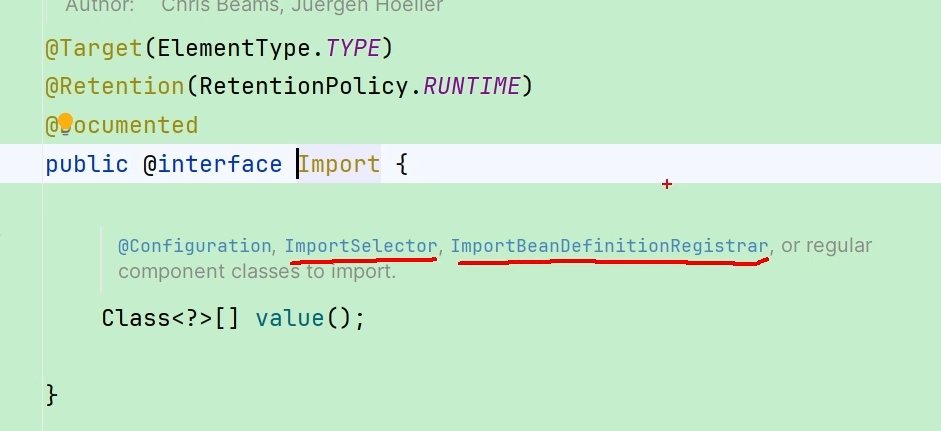 Author: Chris Beams, Juergen Hoeller
@Target(ElementType.TYPE)
@Retention(RetentionPolicy.RUNTIME)
@Documented
public @interface Import {
@Configuration, ImportSelector, ImportBeanDefinitionRegistrar, or regular
component classes to import.
Class<?>[] value();
}